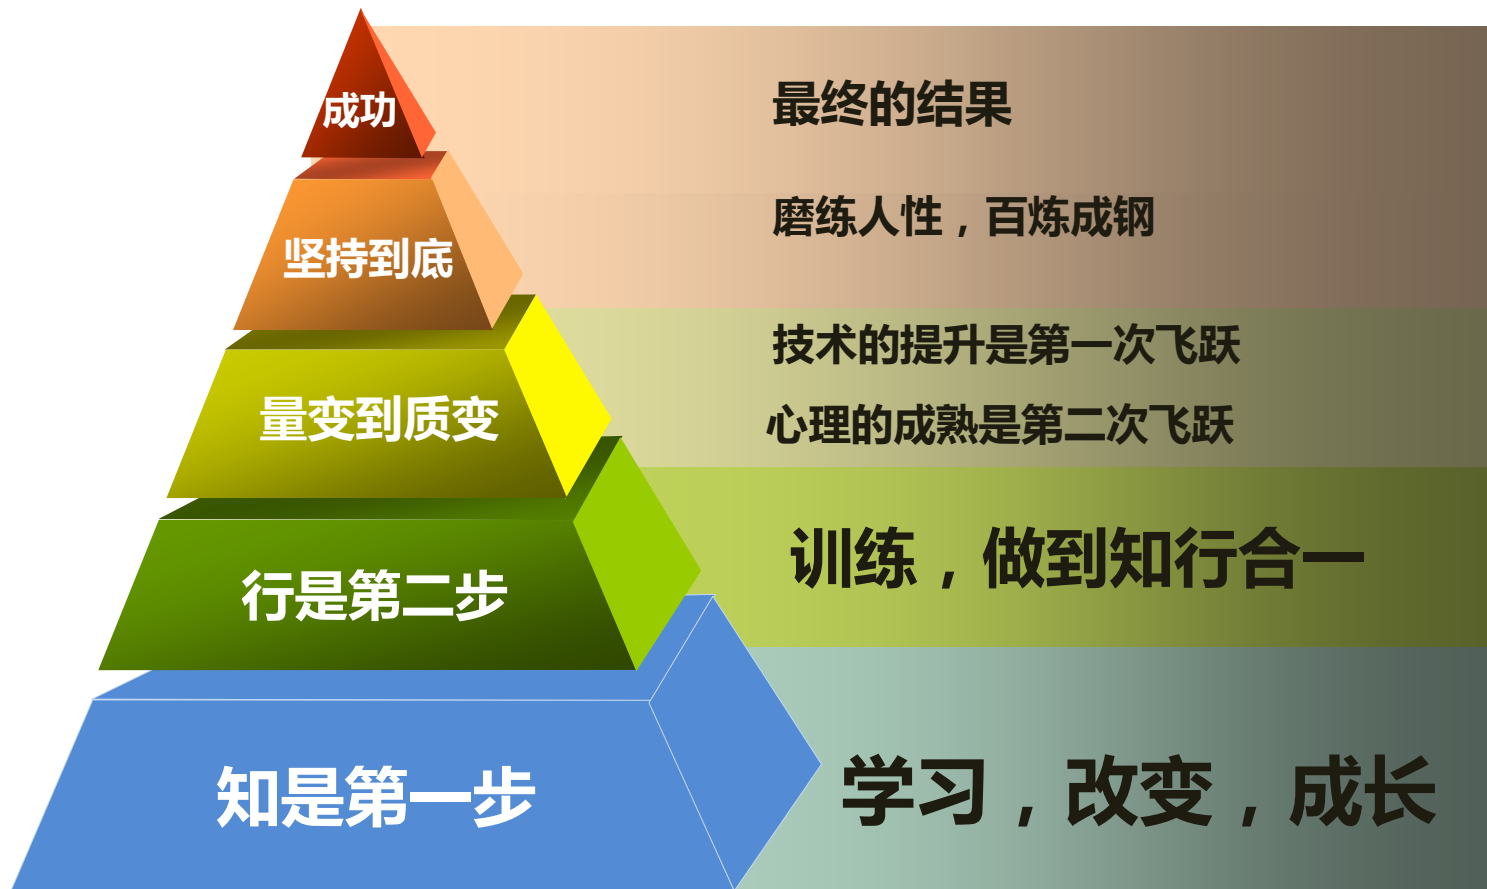 成功
最终的结果
坚持到底
磨练人性，百炼成钢
量变到质变
技术的提升是第一次飞跃
心理的成熟是第二次飞跃
行是第二步
训练，做到知行合一
知是第一步
学习，改变，成长